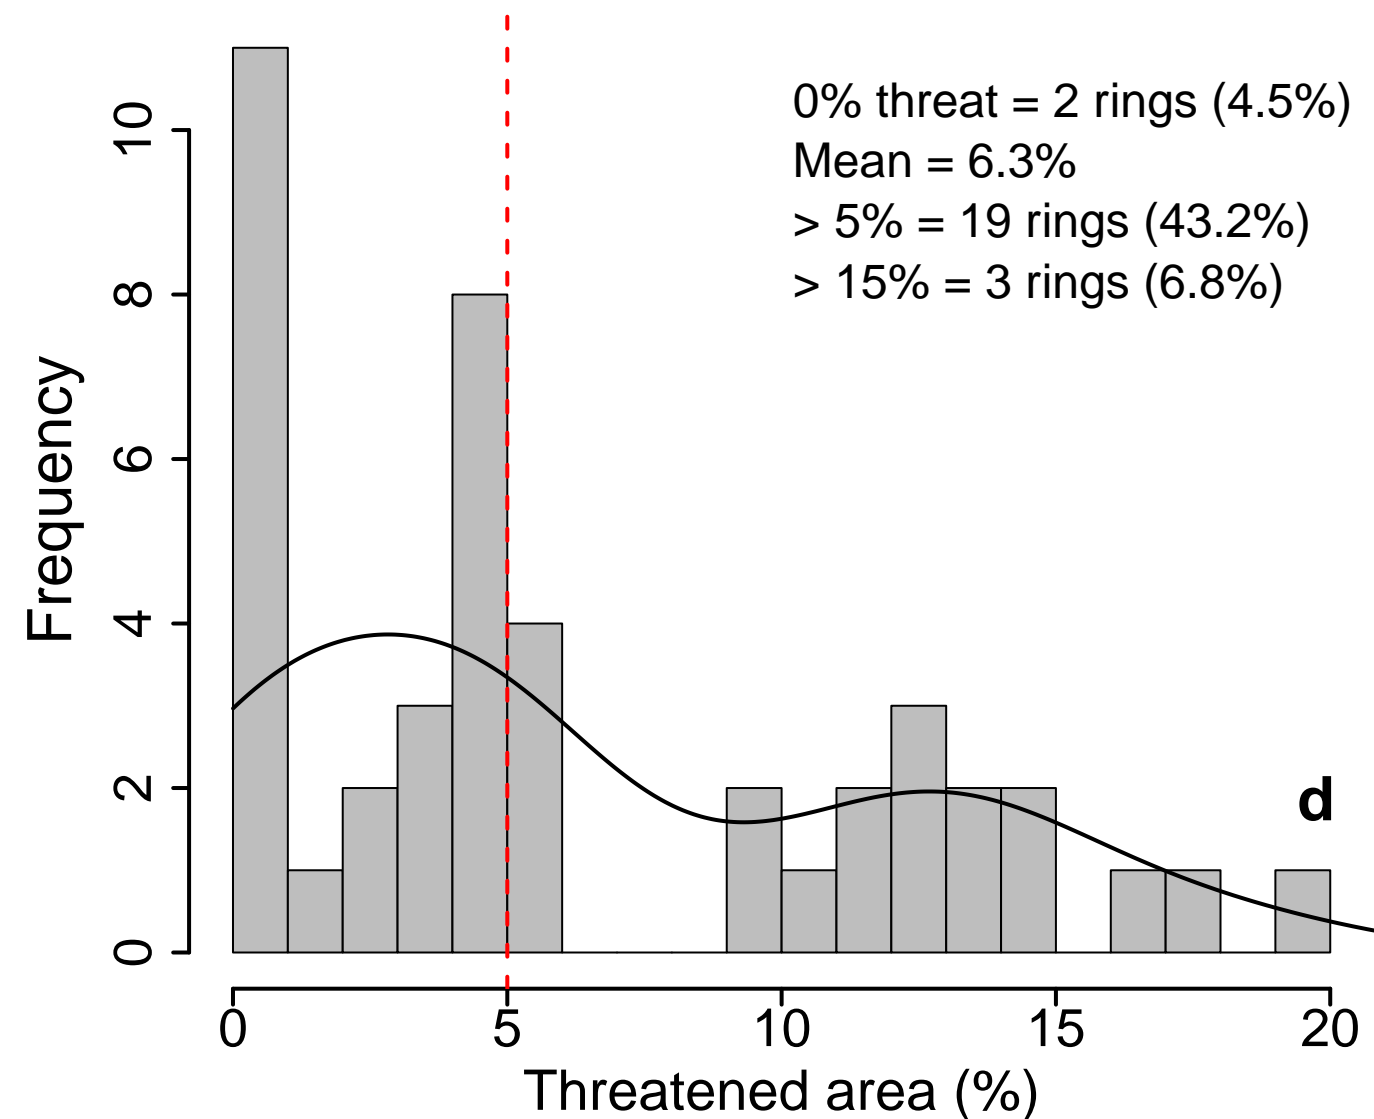 0% threat = 2 rings (4.5%)
Mean = 6.3%
> 5% = 19 rings (43.2%)
> 15% = 3 rings (6.8%)
Frequency
10
8
6
4
2
0
d
0 5 10 15 20
Threatened area (%)